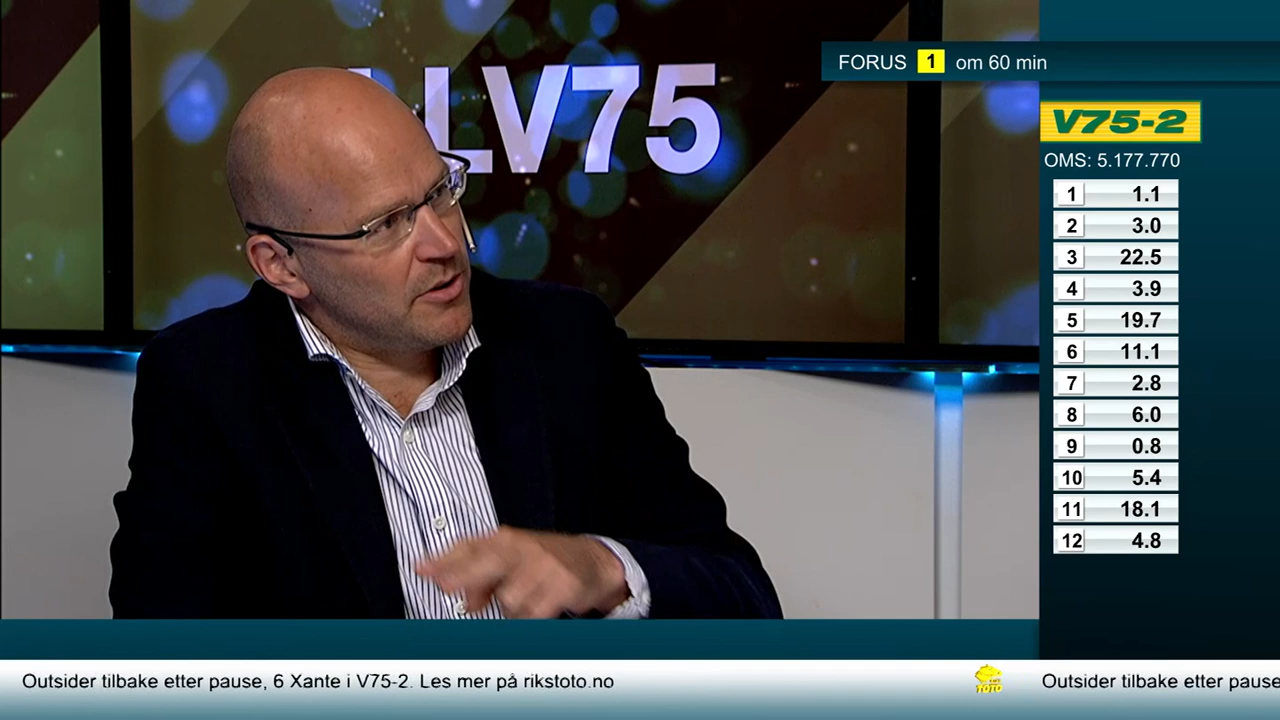 LLV75
FORUS 1 om 60 min
V75-2
OMS: 5.177.770
1 1.1
2 3.0
3 22.5
4 3.9
5 19.7
6 11.1
7 2.8
8 6.0
9 0.8
10 5.4
11 18.1
12 4.8
Outsider tilbake etter pause, 6 Xante i V75-2. Les mer på rikstoto.no
TOTO
Outsider tilbake etter pause